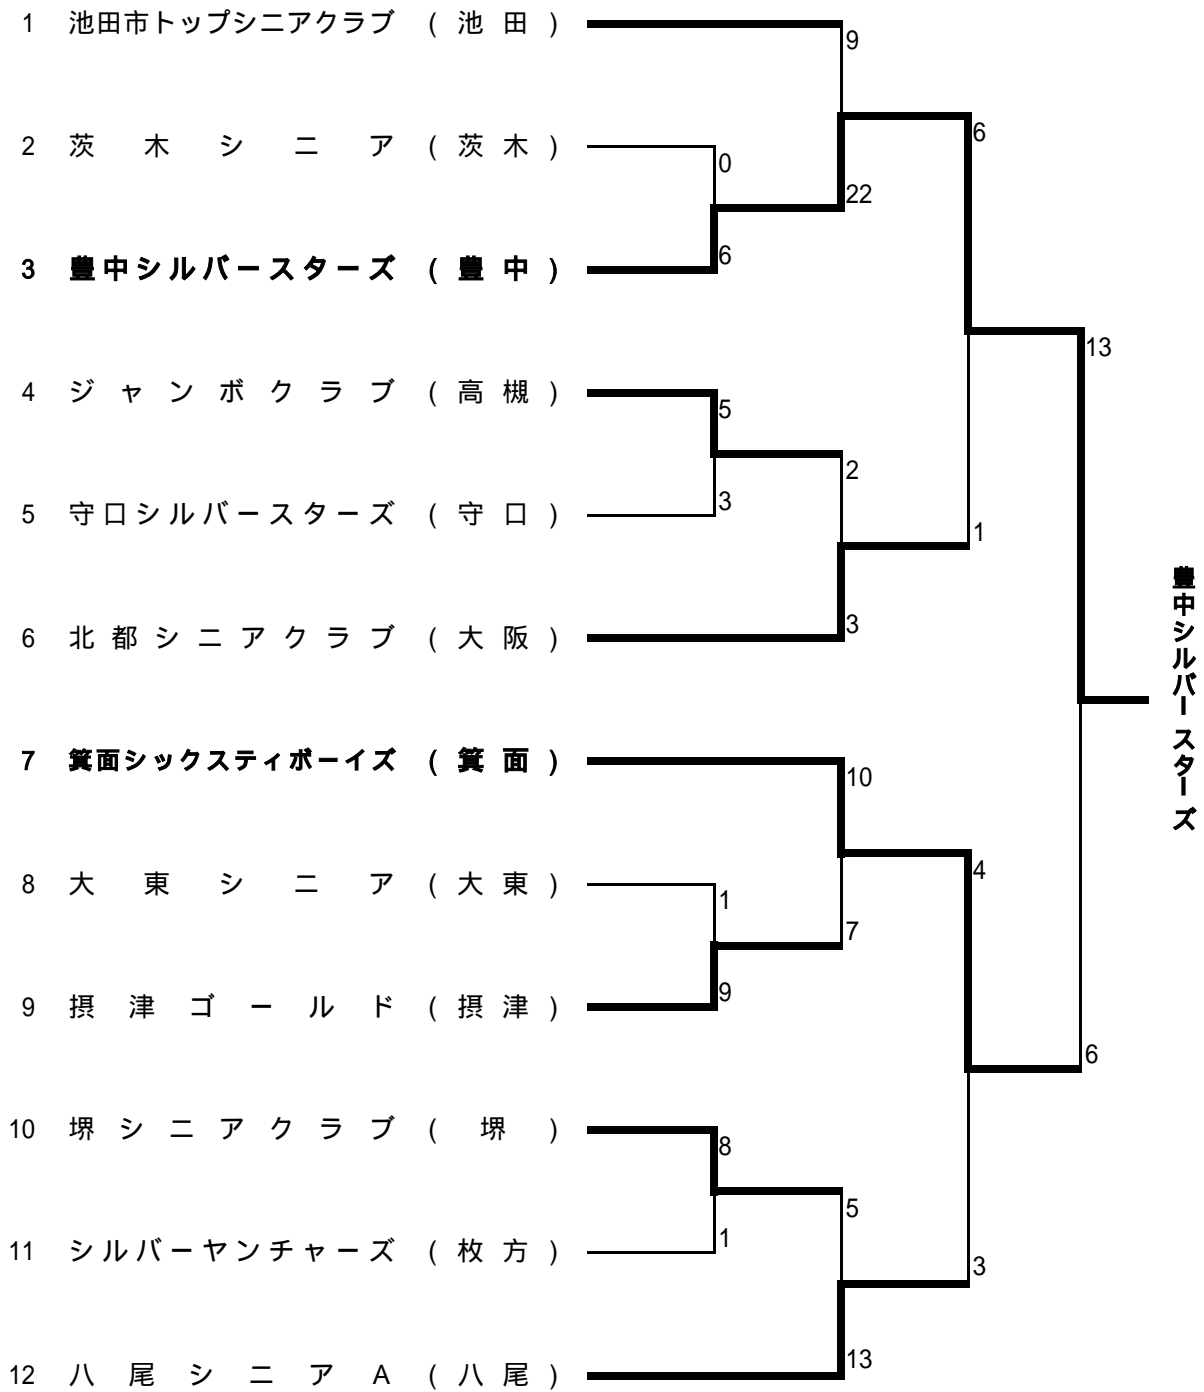 1 池田市トップシニアクラブ (池田)
9
6
2 茨木シニア (茨木)
0
22
3 豊中シルバースターズ (豊中)
6
13
4 ジャンボクラブ (高槻)
5
2
5 守口シルバースターズ (守口)
3
1
6 北都シニアクラブ (大阪)
3
豊中シルバースターズ
7 箕面シックスティボーイズ (箕面)
10
4
8 大東シニア (大東)
1
7
9 摂津ゴールド (摂津)
9
6
10 堺シニアクラブ (堺)
8
5
11 シルバーヤンチャーズ (枚方)
1
3
12 八尾シニアA (八尾)
13